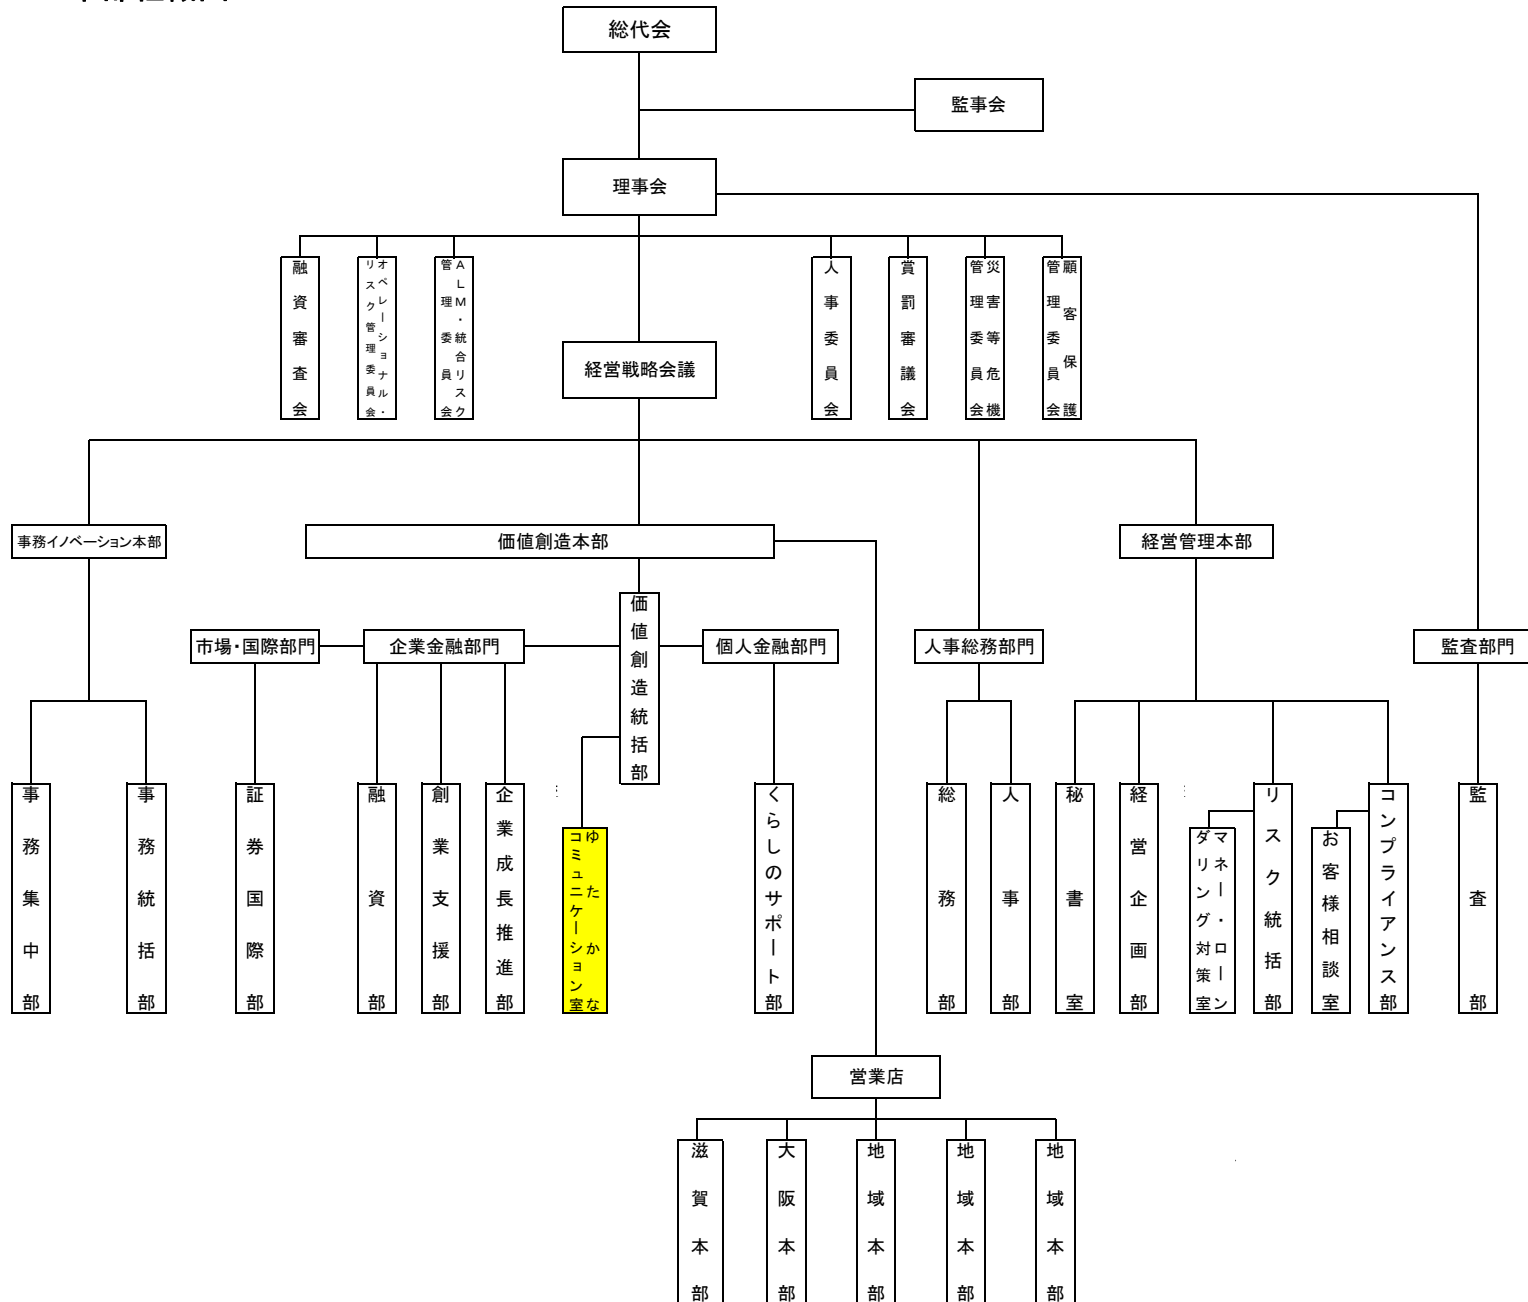 総代会
監事会
理事会
融資審査会
オペレーショナル・
リスク管理委員会
ALM・統合リスク
管理委員会
人事委員会
賞罰審議会
災害等危機
管理委員会
顧客保護
管理委員会
経営戦略会議
事務イノベーション本部
価値創造本部
経営管理本部
価値創造統括部
市場・国際部門
企業金融部門
個人金融部門
人事総務部門
監査部門
事務集中部
事務統括部
証券国際部
融資部
創業支援部
企業成長推進部
ゆたかな
コミュニケーション室
くらしのサポート部
総務部
人事部
秘書室
経営企画部
マネー・ローン
ダリング対策室
リスク統括部
お客様相談室
コンプライアンス部
監査部
営業店
滋賀本部
大阪本部
地域本部
地域本部
地域本部